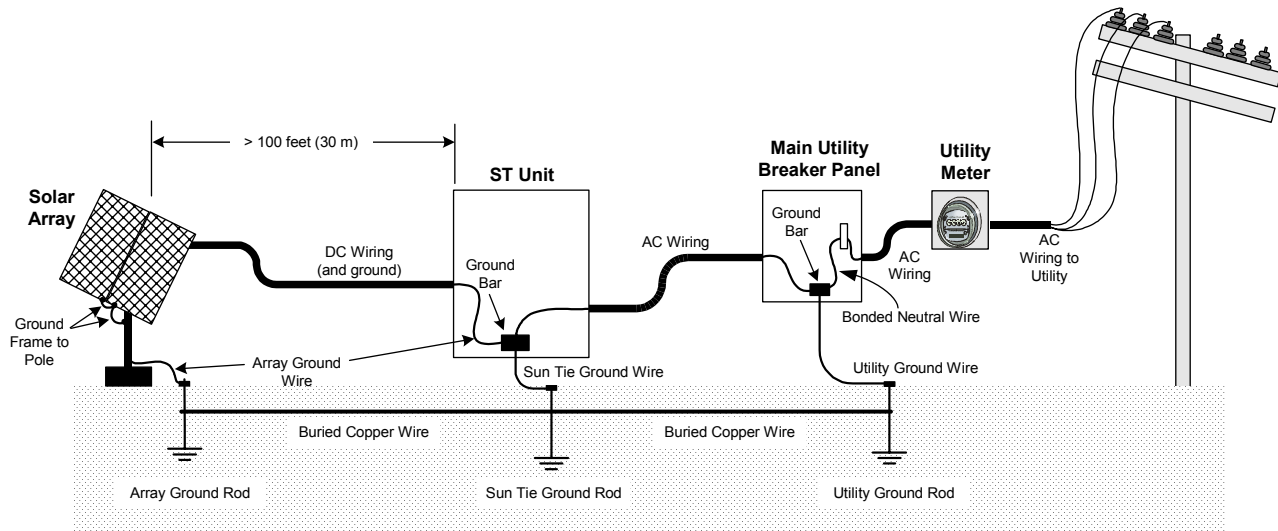 > 100 feet (30 m)
Solar
Array
ST Unit
Main Utility
Breaker Panel
Utility
Meter
DC Wiring
(and ground)
Ground
Bar
AC Wiring
Ground
Bar
AC
Wiring
AC
Wiring to
Utility
Bonded Neutral Wire
Ground
Frame to
Pole
Array Ground
Wire
Sun Tie Ground Wire
Utility Ground Wire
Buried Copper Wire
Buried Copper Wire
Array Ground Rod
Sun Tie Ground Rod
Utility Ground Rod